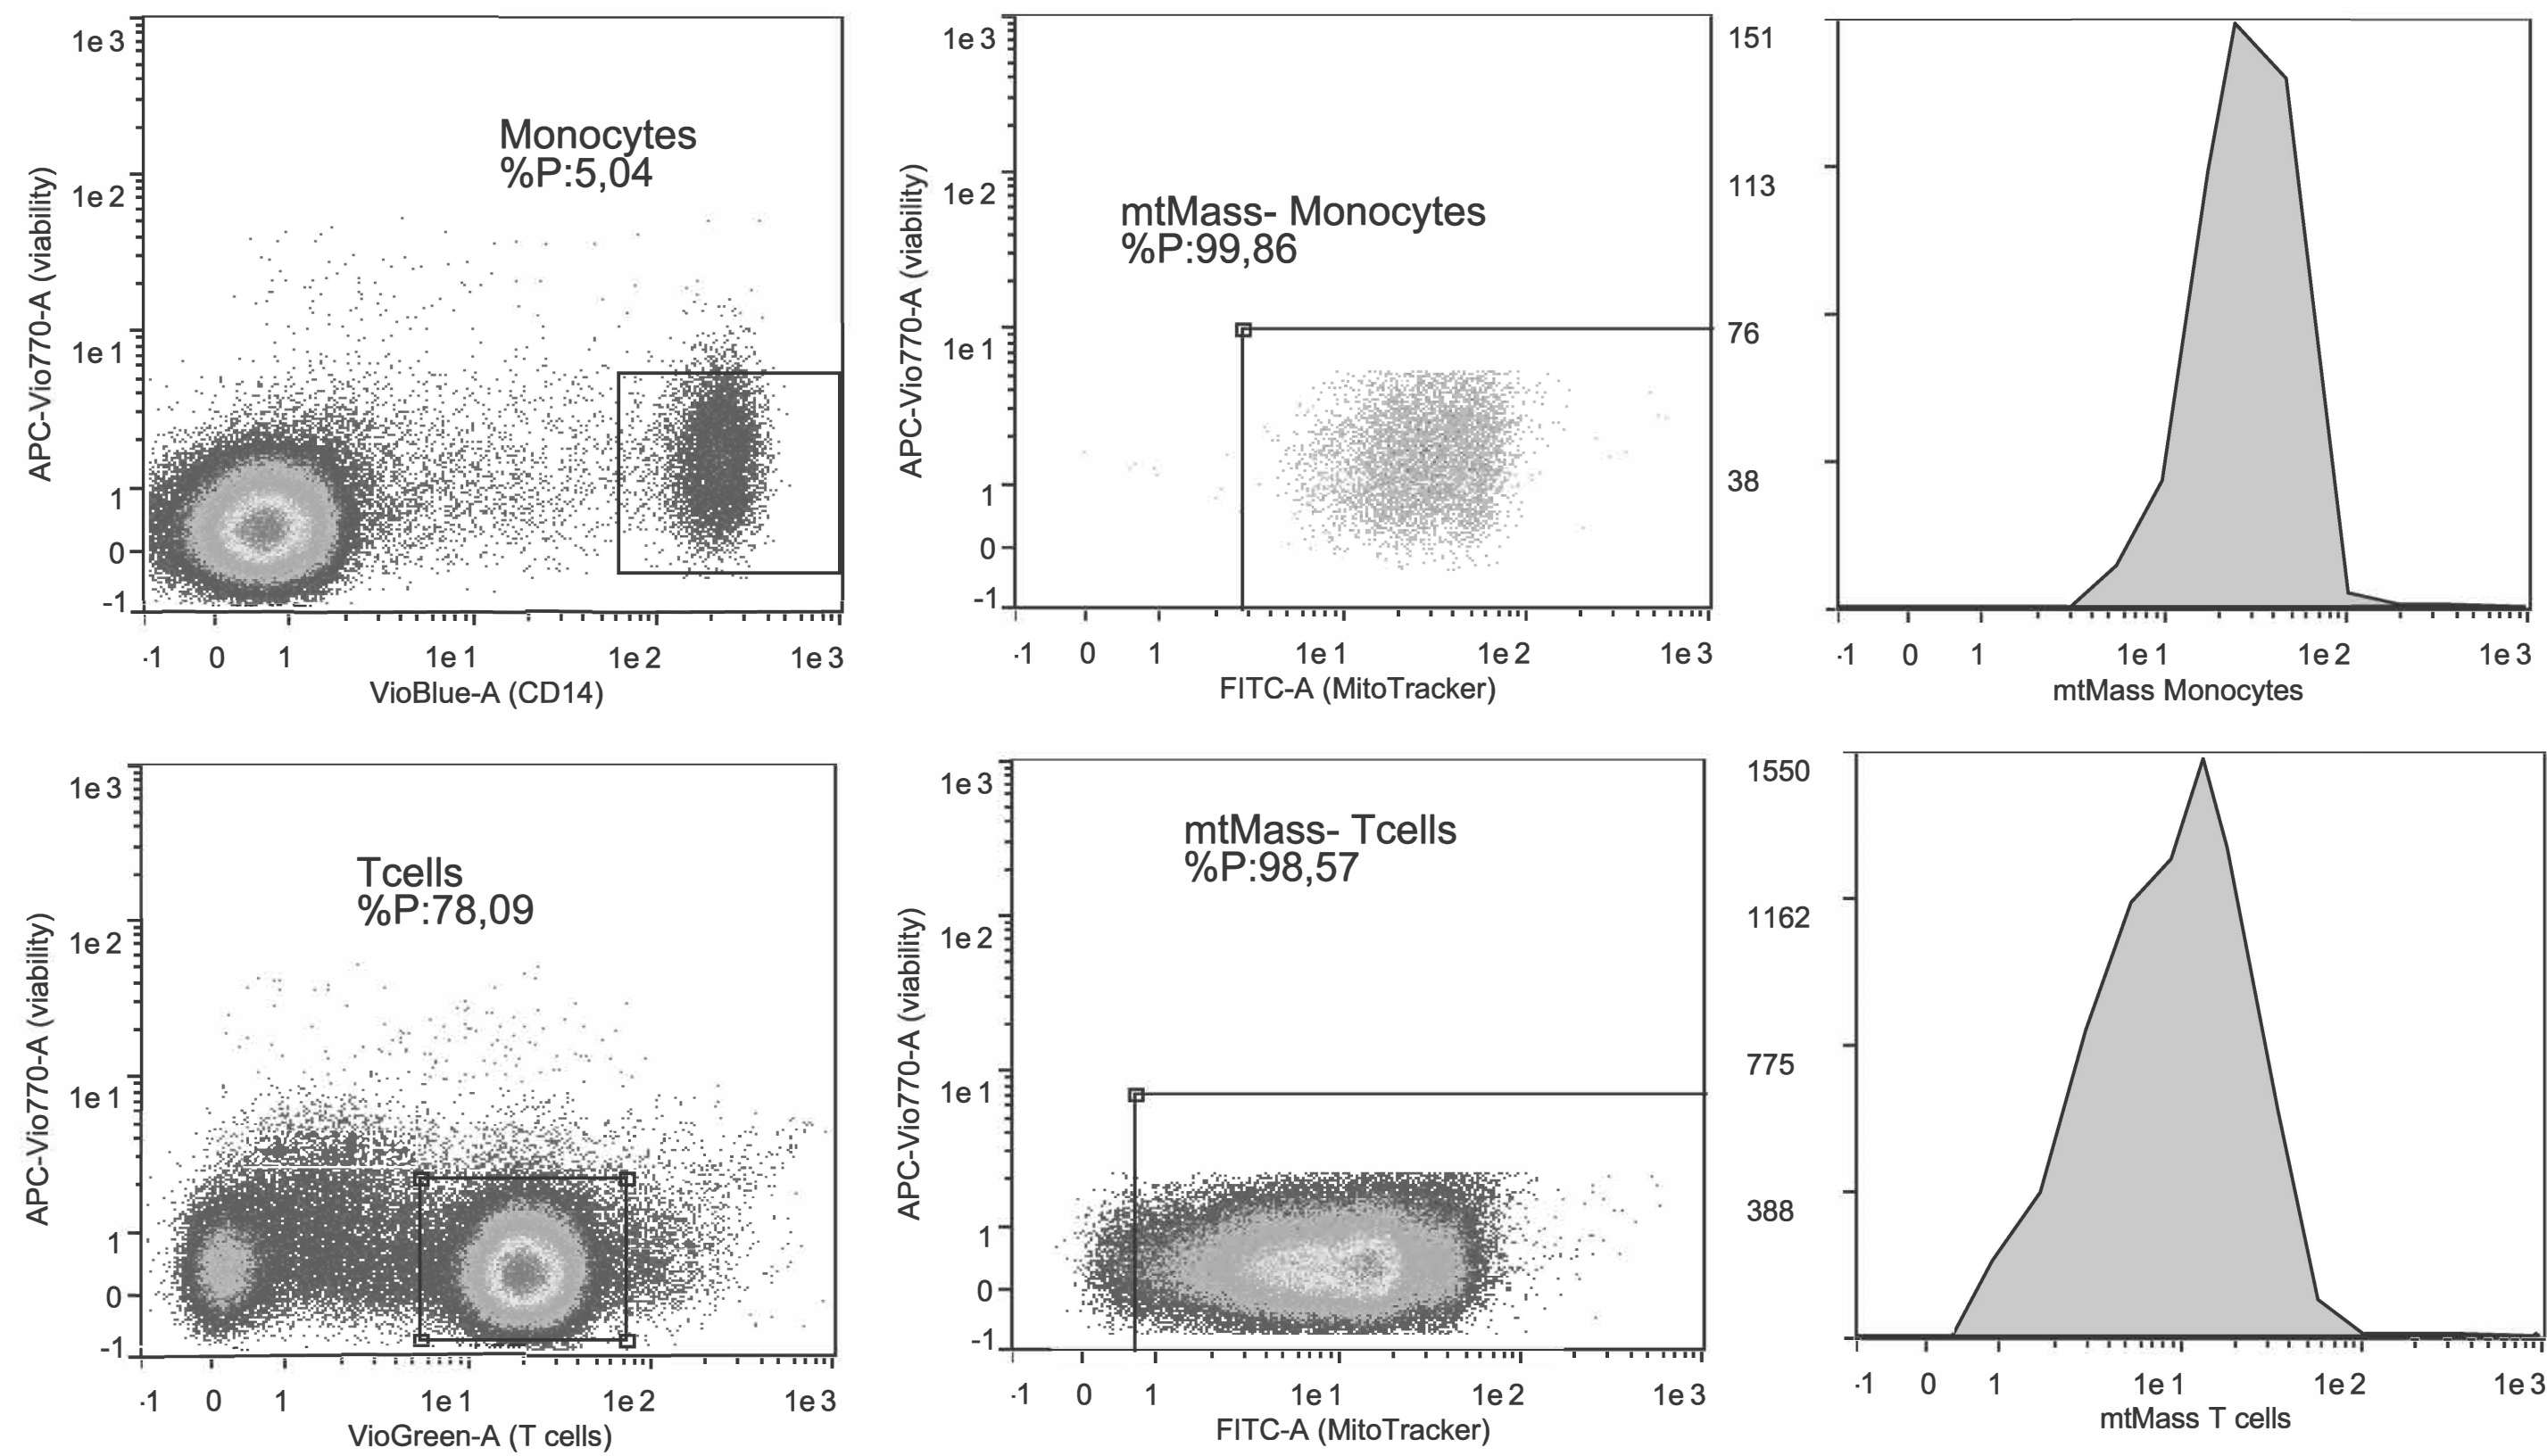 1e3
1e2
1e1
1
0
-1
APC-Vio770-A (viability)
Monocytes
%P:5,04
-1 0 1 1e1 1e2 1e3
VioBlue-A (CD14)
1e3
1e2
1e1
1
0
-1
APC-Vio770-A (viability)
mtMass- Monocytes
%P:99,86
-1 0 1 1e1 1e2 1e3
FITC-A (MitoTracker)
151
113
76
38
-1 0 1 1e1 1e2 1e3
mtMass Monocytes
1e3
1e2
1e1
1
0
-1
APC-Vio770-A (viability)
Tcells
%P:78,09
-1 0 1 1e1 1e2 1e3
VioGreen-A (T cells)
1e3
1e2
1e1
1
0
-1
APC-Vio770-A (viability)
mtMass- Tcells
%P:98,57
-1 0 1 1e1 1e2 1e3
FITC-A (MitoTracker)
1550
1162
775
388
-1 0 1 1e1 1e2 1e3
mtMass T cells